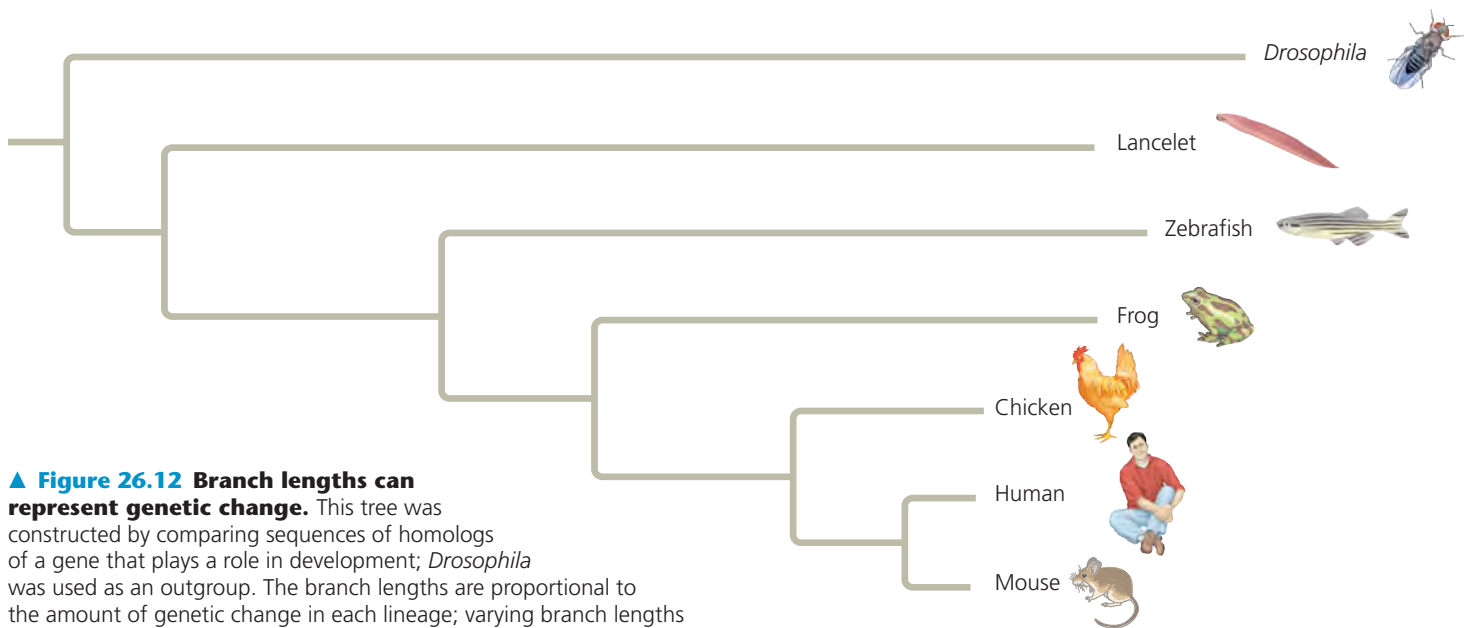 Drosophila
Lancelet
Zebrafish
Frog
Chicken
Human
Mouse
▲ Figure 26.12 Branch lengths can
represent genetic change. This tree was
constructed by comparing sequences of homologs
of a gene that plays a role in development; Drosophila
was used as an outgroup. The branch lengths are proportional to
the amount of genetic change in each lineage; varying branch lengths